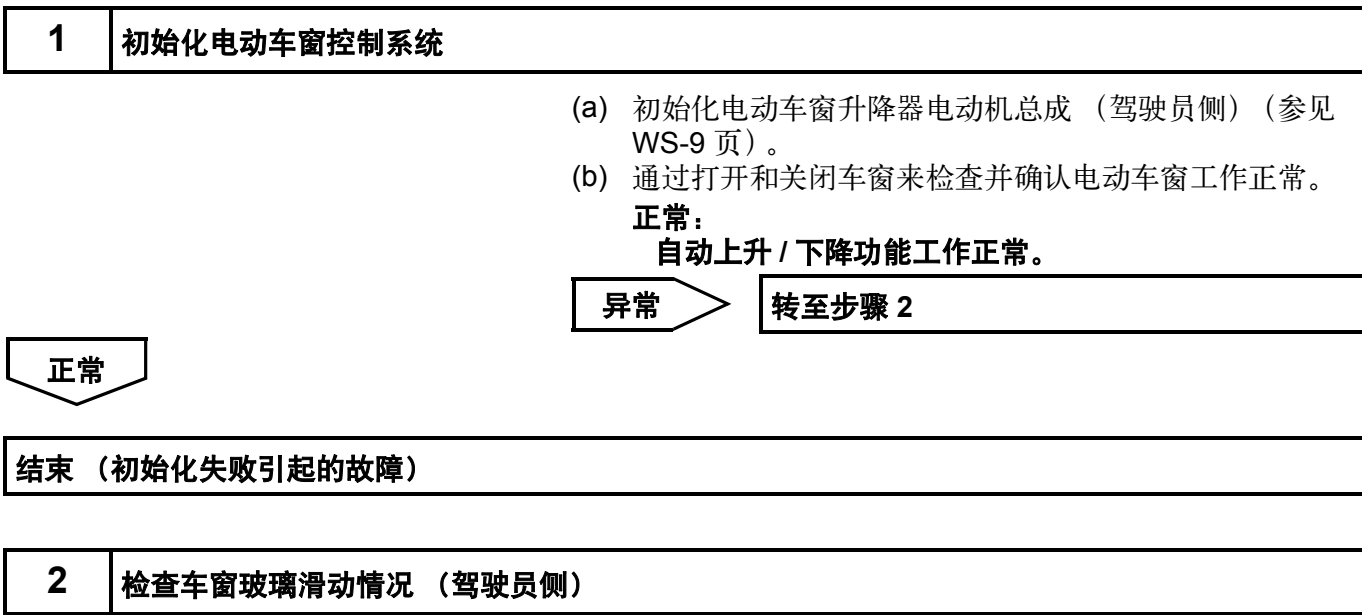 1 初始化电动车窗控制系统
(a) 初始化电动车窗升降器电动机总成 （驾驶员侧）（参见
WS-9 页）。
(b) 通过打开和关闭车窗来检查并确认电动车窗工作正常。
正常：
自动上升 / 下降功能工作正常。
异常 转至步骤 2
正常
结束 （初始化失败引起的故障）
2 检查车窗玻璃滑动情况 （驾驶员侧）